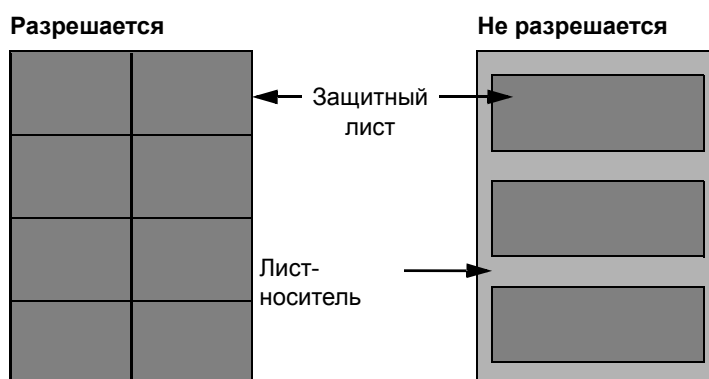 Разрешается
Не разрешается
Защитный
лист
Лист-
носитель